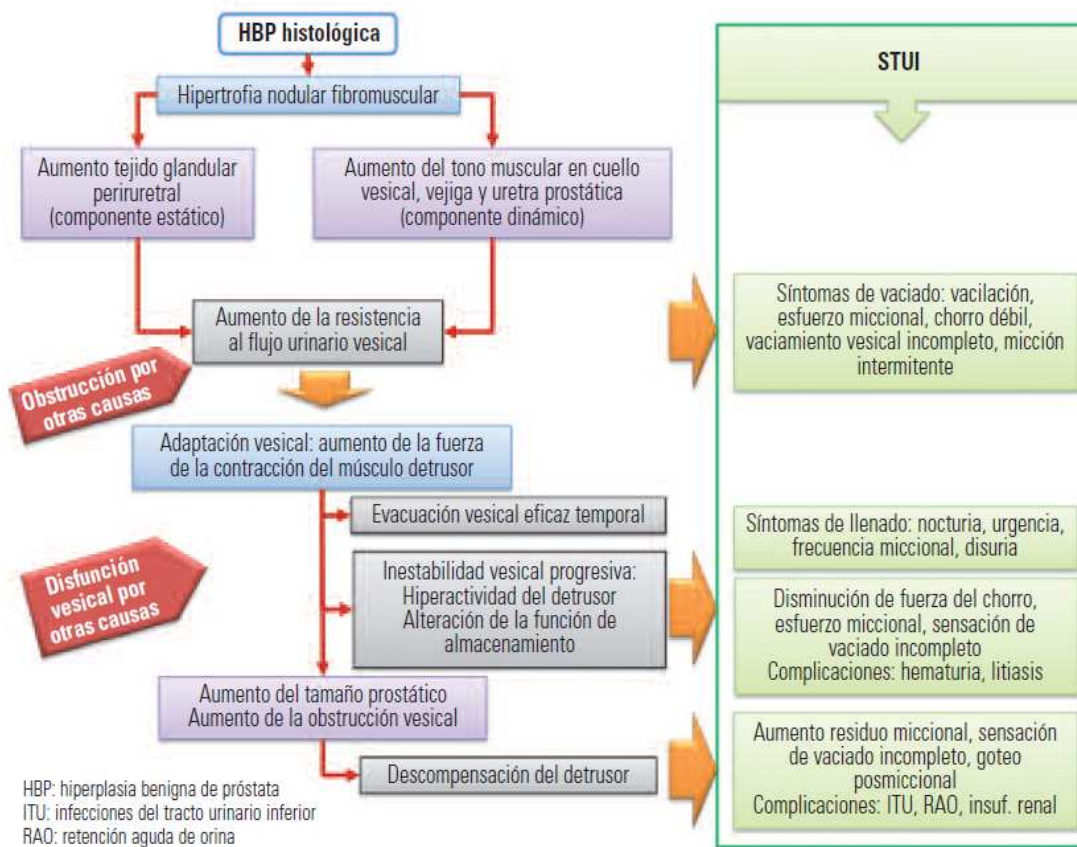 HBP histológica
Hipertrofia nodular fibromuscular
Aumento tejido glandular
periruretral
(componente estático)
Aumento del tono muscular en cuello
vesical, vejiga y uretra prostática
(componente dinámico)
Aumento de la resistencia
al flujo urinario vesical
Obstrucción por
otras causas
Adaptación vesical: aumento de la fuerza
de la contracción del músculo detrusor
Evacuación vesical eficaz temporal
Disfunción
vesical por
otras causas
Inestabilidad vesical progresiva:
Hiperactividad del detrusor
Alteración de la función de
almacenamiento
Aumento del tamaño prostático
Aumento de la obstrucción vesical
Descompensación del detrusor
HBP: hiperplasia benigna de próstata
ITU: infecciones del tracto urinario inferior
RAO: retención aguda de orina
STUI
Síntomas de vaciado: vacilación,
esfuerzo miccional, chorro débil,
vaciamiento vesical incompleto, micción
intermitente
Síntomas de llenado: nocturia, urgencia,
frecuencia miccional, disuria
Disminución de fuerza del chorro,
esfuerzo miccional, sensación de
vaciado incompleto
Complicaciones: hematuria, litiasis
Aumento residuo miccional, sensación
de vaciado incompleto, goteo
posmiccional
Complicaciones: ITU, RAO, insuf. renal